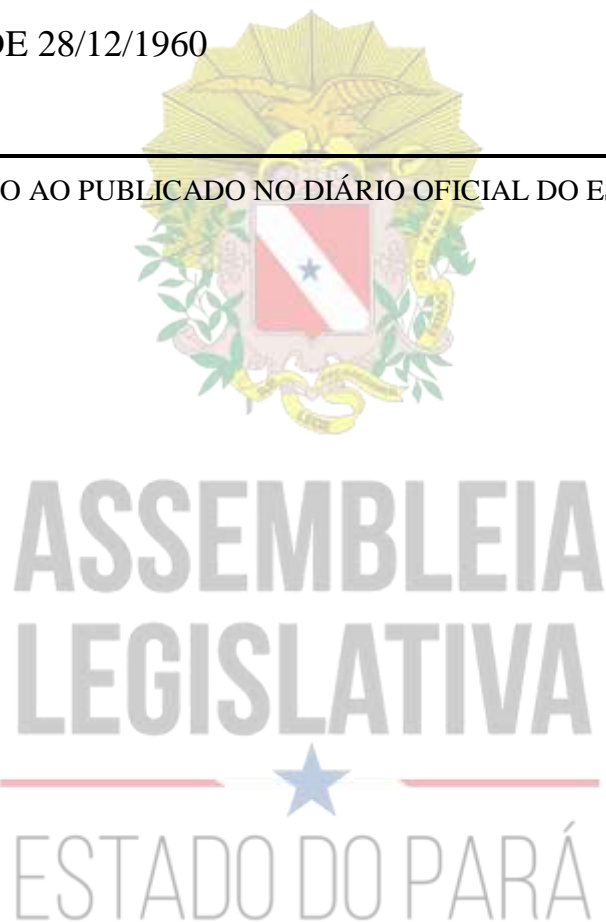 DE 28/12/1960
O AO PUBLICADO NO DIÁRIO OFICIAL DO
ASSEMBLEIA
LEGISLATIVA
ESTADO DO PARÁ